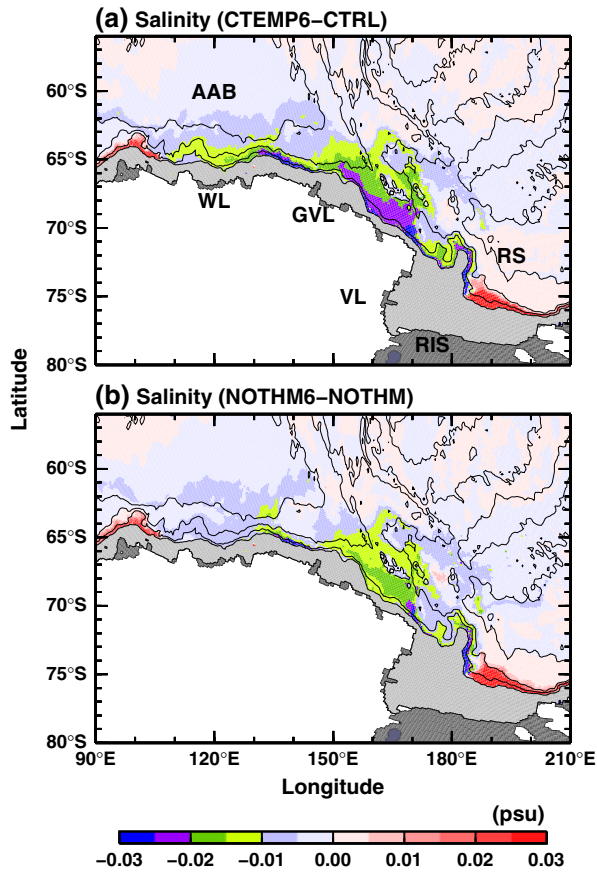 (a) Salinity (CTEMP6−CTRL)
60°S
65°S
70°S
75°S
80°S
AAB
WL
GVL
VL
RS
RIS
Latitude
(b) Salinity (NOTHM6−NOTHM)
60°S
65°S
70°S
75°S
80°S
90°E 120°E 150°E 180°E 210°E
Longitude
(psu)
−0.03 −0.02 −0.01 0.00 0.01 0.02 0.03